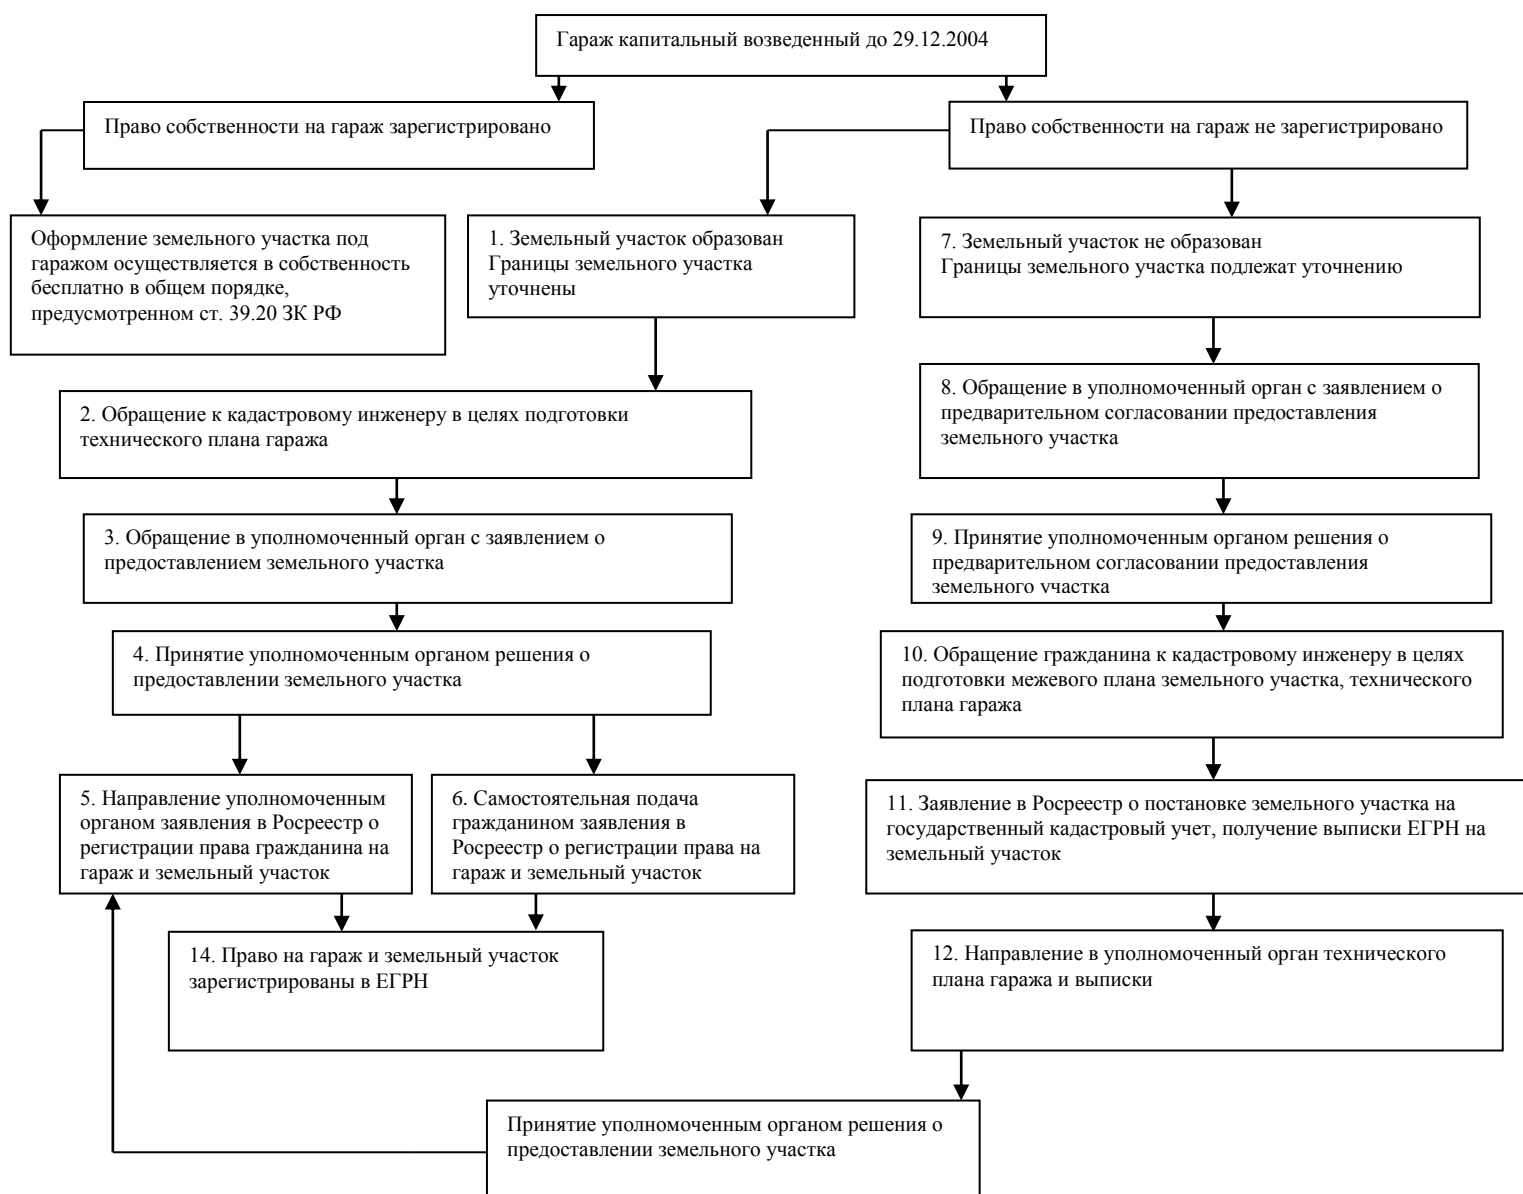 Гараж капитальный возведенный до 29.12.2004
Право собственности на гараж зарегистрировано
Право собственности на гараж не зарегистрировано
Оформление земельного участка под
гаражом осуществляется в собственность
бесплатно в общем порядке,
предусмотренном ст. 39.20 ЗК РФ
1. Земельный участок образован
Границы земельного участка
уточнены
7. Земельный участок не образован
Границы земельного участка подлежат уточнению
2. Обращение к кадастровому инженеру в целях подготовки
технического плана гаража
8. Обращение в уполномоченный орган с заявлением о
предварительном согласовании предоставления
земельного участка
3. Обращение в уполномоченный орган с заявлением о
предоставлением земельного участка
9. Принятие уполномоченным органом решения о
предварительном согласовании предоставления
земельного участка
4. Принятие уполномоченным органом решения о
предоставлении земельного участка
10. Обращение гражданина к кадастровому инженеру в целях
подготовки межевого плана земельного участка, технического
плана гаража
5. Направление уполномоченным
органом заявления в Росреестр о
регистрации права гражданина на
гараж и земельный участок
6. Самостоятельная подача
гражданином заявления в
Росреестр о регистрации права на
гараж и земельный участок
11. Заявление в Росреестр о постановке земельного участка на
государственный кадастровый учет, получение выписки ЕГРН на
земельный участок
14. Право на гараж и земельный участок
зарегистрированы в ЕГРН
12. Направление в уполномоченный орган технического
плана гаража и выписки
Принятие уполномоченным органом решения о
предоставлении земельного участка